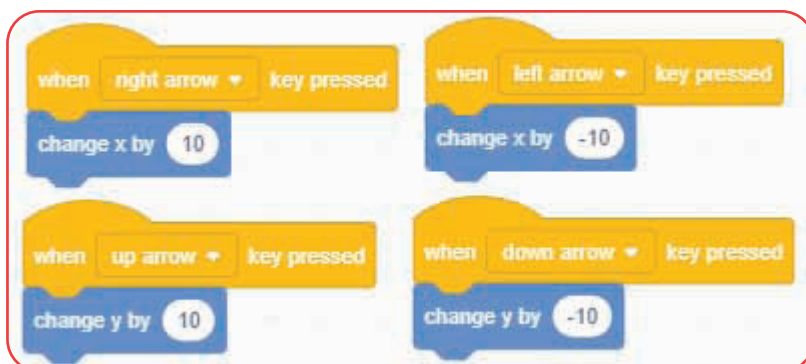 when right arrow key pressed
change x by 10
when left arrow key pressed
change x by -10
when up arrow key pressed
change y by 10
when down arrow key pressed
change y by -10